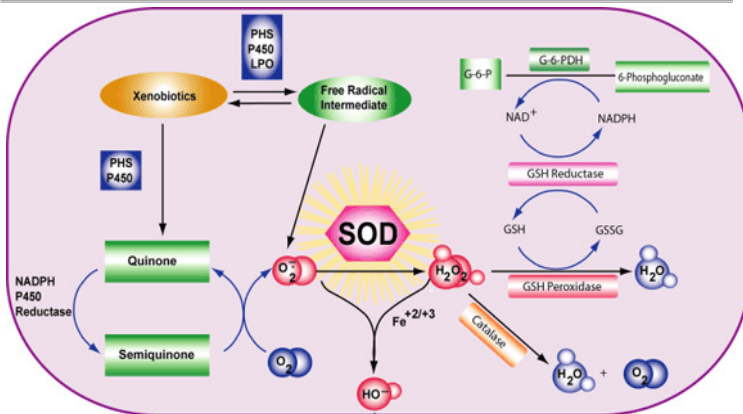 PHS
P450
LPO
Xenobiotics
Free Radical
Intermediate
G-6-P
G-6-PDH
6-Phosphogluconate
NAD+
NADPH
GSH Reductase
PHS
P450
SOD
GSH
GSSG
Quinone
O2-
H2O2
H2O
GSH Peroxidase
NADPH
P450
Reductase
Fe+2/+3
Catalase
Semiquinone
O2
H2O + O2
HO-